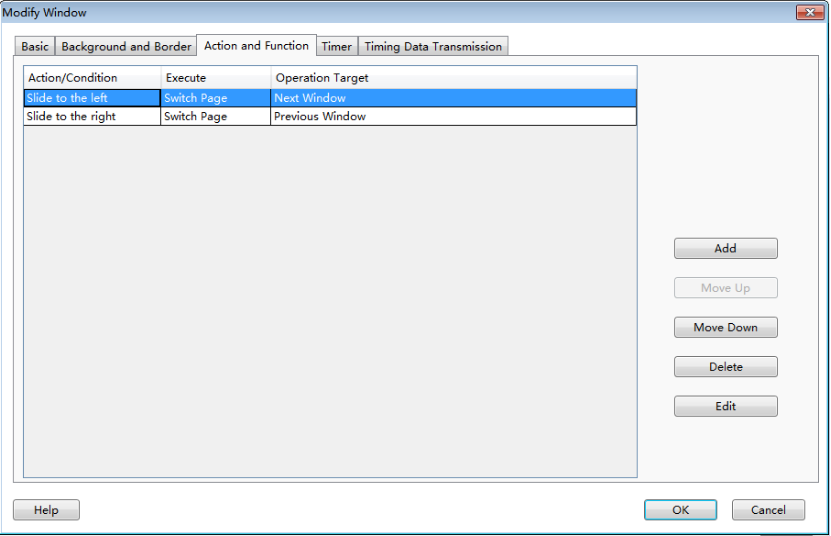 Modify Window
Basic Background and Border Action and Function Timer Timing Data Transmission
Action/Condition Execute Operation Target
Slide to the left Switch Page Next Window
Slide to the right Switch Page Previous Window
Add
Move Up
Move Down
Delete
Edit
Help OK Cancel